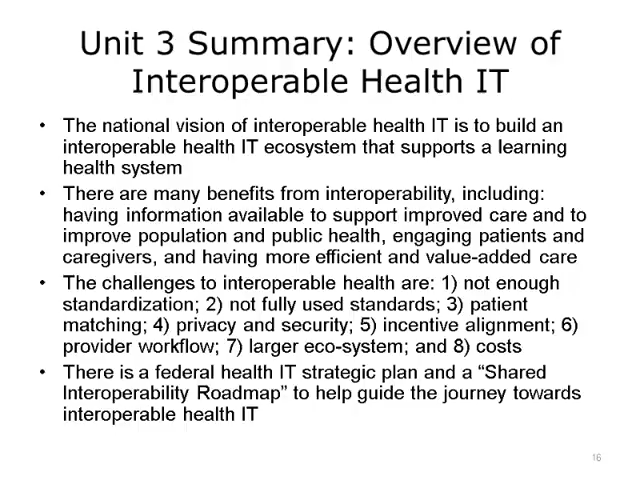 Unit 3 Summary: Overview of
Interoperable Health IT
• The national vision of interoperable health IT is to build an
interoperable health IT ecosystem that supports a learning
health system
• There are many benefits from interoperability, including:
having information available to support improved care and to
improve population and public health, engaging patients and
caregivers, and having more efficient and value-added care
• The challenges to interoperable health are: 1) not enough
standardization; 2) not fully used standards; 3) patient
matching; 4) privacy and security; 5) incentive alignment; 6)
provider workflow; 7) larger eco-system; and 8) costs
• There is a federal health IT strategic plan and a “Shared
Interoperability Roadmap” to help guide the journey towards
interoperable health IT
16